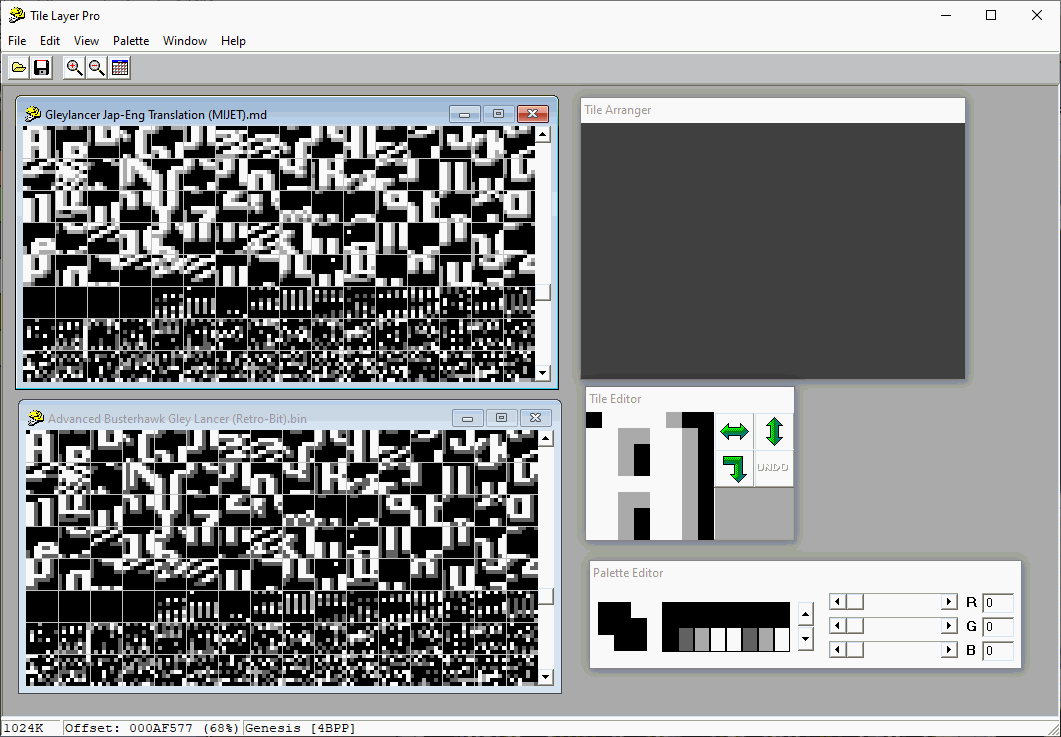 Tile Layer Pro
File Edit View Palette Window Help
Gleylancer Jap-Eng Translation (MIJET).md
Tile Arranger
Advanced Busterhawk Gley Lancer (Retro-Bit).bin
Tile Editor
UNDO
Palette Editor
R 0
G 0
B 0
1024K Offset: 000AF577 (68%) Genesis [4BPP]